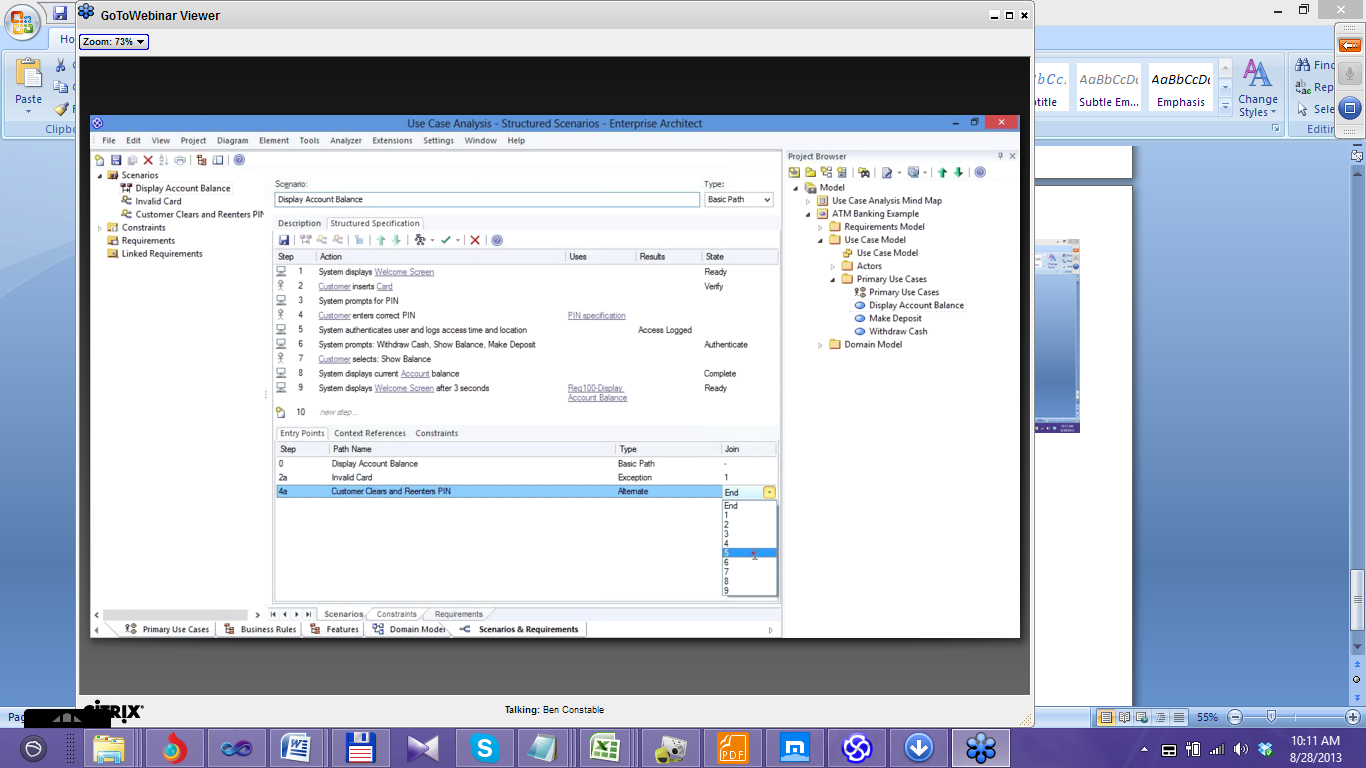 GoToWebinar Viewer
Zoom: 73%
Paste
Subtle Em...
Emphasis
Change
Styles
AaBbCcDc
AaBbCcDc
Use Case Analysis - Structured Scenarios - Enterprise Architect
File Edit View Project Diagram Element Tools Analyzer Extensions Settings Window Help
Scenarios
Display Account Balance
Invalid Card
Customer Clears and Reenters PIN
Constraints
Requirements
Linked Requirements
Scenario: Type:
Display Account Balance Basic Path
Description Structured Specification
Step Action Uses Results State
1 System displays Welcome Screen Ready
2 Customer inserts Card Verify
3 System prompts for PIN
4 Customer enters correct PIN PIN specification
5 System authenticates user and logs access time and location Access Logged
6 System prompts: Withdraw Cash, Show Balance, Make Deposit Authenticate
7 Customer selects: Show Balance
8 System displays current Account balance Complete
9 System displays Welcome Screen after 3 seconds Req100-Display Ready
Account Balance
10 new step...
Entry Points Context References Constraints
Step Path Name Type Join
0 Display Account Balance Basic Path -
2a Invalid Card Exception 1
4a Customer Clears and Reenters PIN Alternate End
End
1
2
3
4
5
6
7
8
9
Scenarios Constraints Requirements
Primary Use Cases Business Rules Features Domain Model Scenarios & Requirements
Project Browser
Model
Use Case Analysis Mind Map
ATM Banking Example
Requirements Model
Use Case Model
Use Case Model
Actors
Primary Use Cases
Primary Use Cases
Display Account Balance
Make Deposit
Withdraw Cash
Domain Model
Talking: Ben Constable
55%
PDF
10:11 AM
8/28/2013